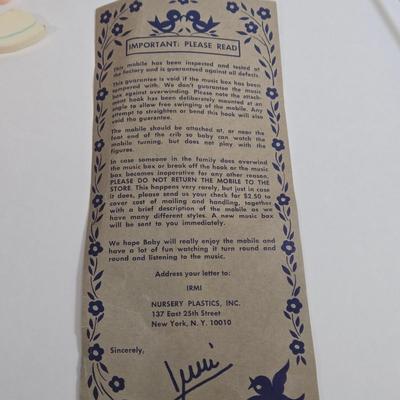 IMPORTANT: PLEASE READ
This mobile has been inspected and tested at
the factory and is guaranteed against all defects.
This guarantee is void if the music box has been
tampered with. We don't guarantee the music
box against overwinding. Please note the attach-
ment hook has been deliberately mounted at an
angle to allow free swinging of the mobile. Any
attempt to straighten or bend this hook will also
void the guarantee.
The mobile should be attached at, or near the
foot end of the crib so baby can watch the
mobile turning, but does not play with the
figures.
In case someone in the family does overwind
the music box or break off the hook or the music
box becomes inoperative for any other reason,
PLEASE DO NOT RETURN THE MOBILE TO THE
STORE. This happens very rarely, but just in case
it does, please send us your check for $2.50 to
cover cost of mailing and handling, together
with a brief description of the mobile as we
have many different styles. A new music box
will be sent to you immediately.
We hope Baby will really enjoy the mobile and
have a lot of fun watching it turn round and
round and listening to the music.
Address your letter to:
IRMI
NURSERY PLASTICS, INC.
137 East 25th Street
New York, N. Y. 10010
Sincerely,
Irmi